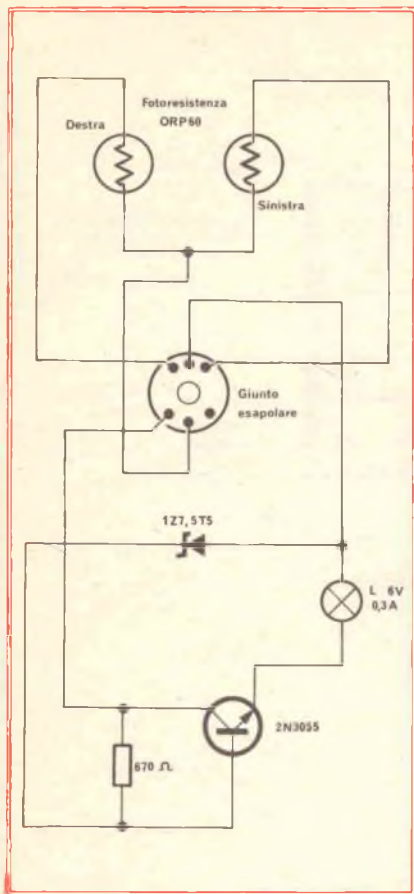 Fotoresistenza
ORP60
Destra
Sinistra
Giunto
esapolare
1Z7,5T5
L 6V
0,3A
2N3055
670 Ω